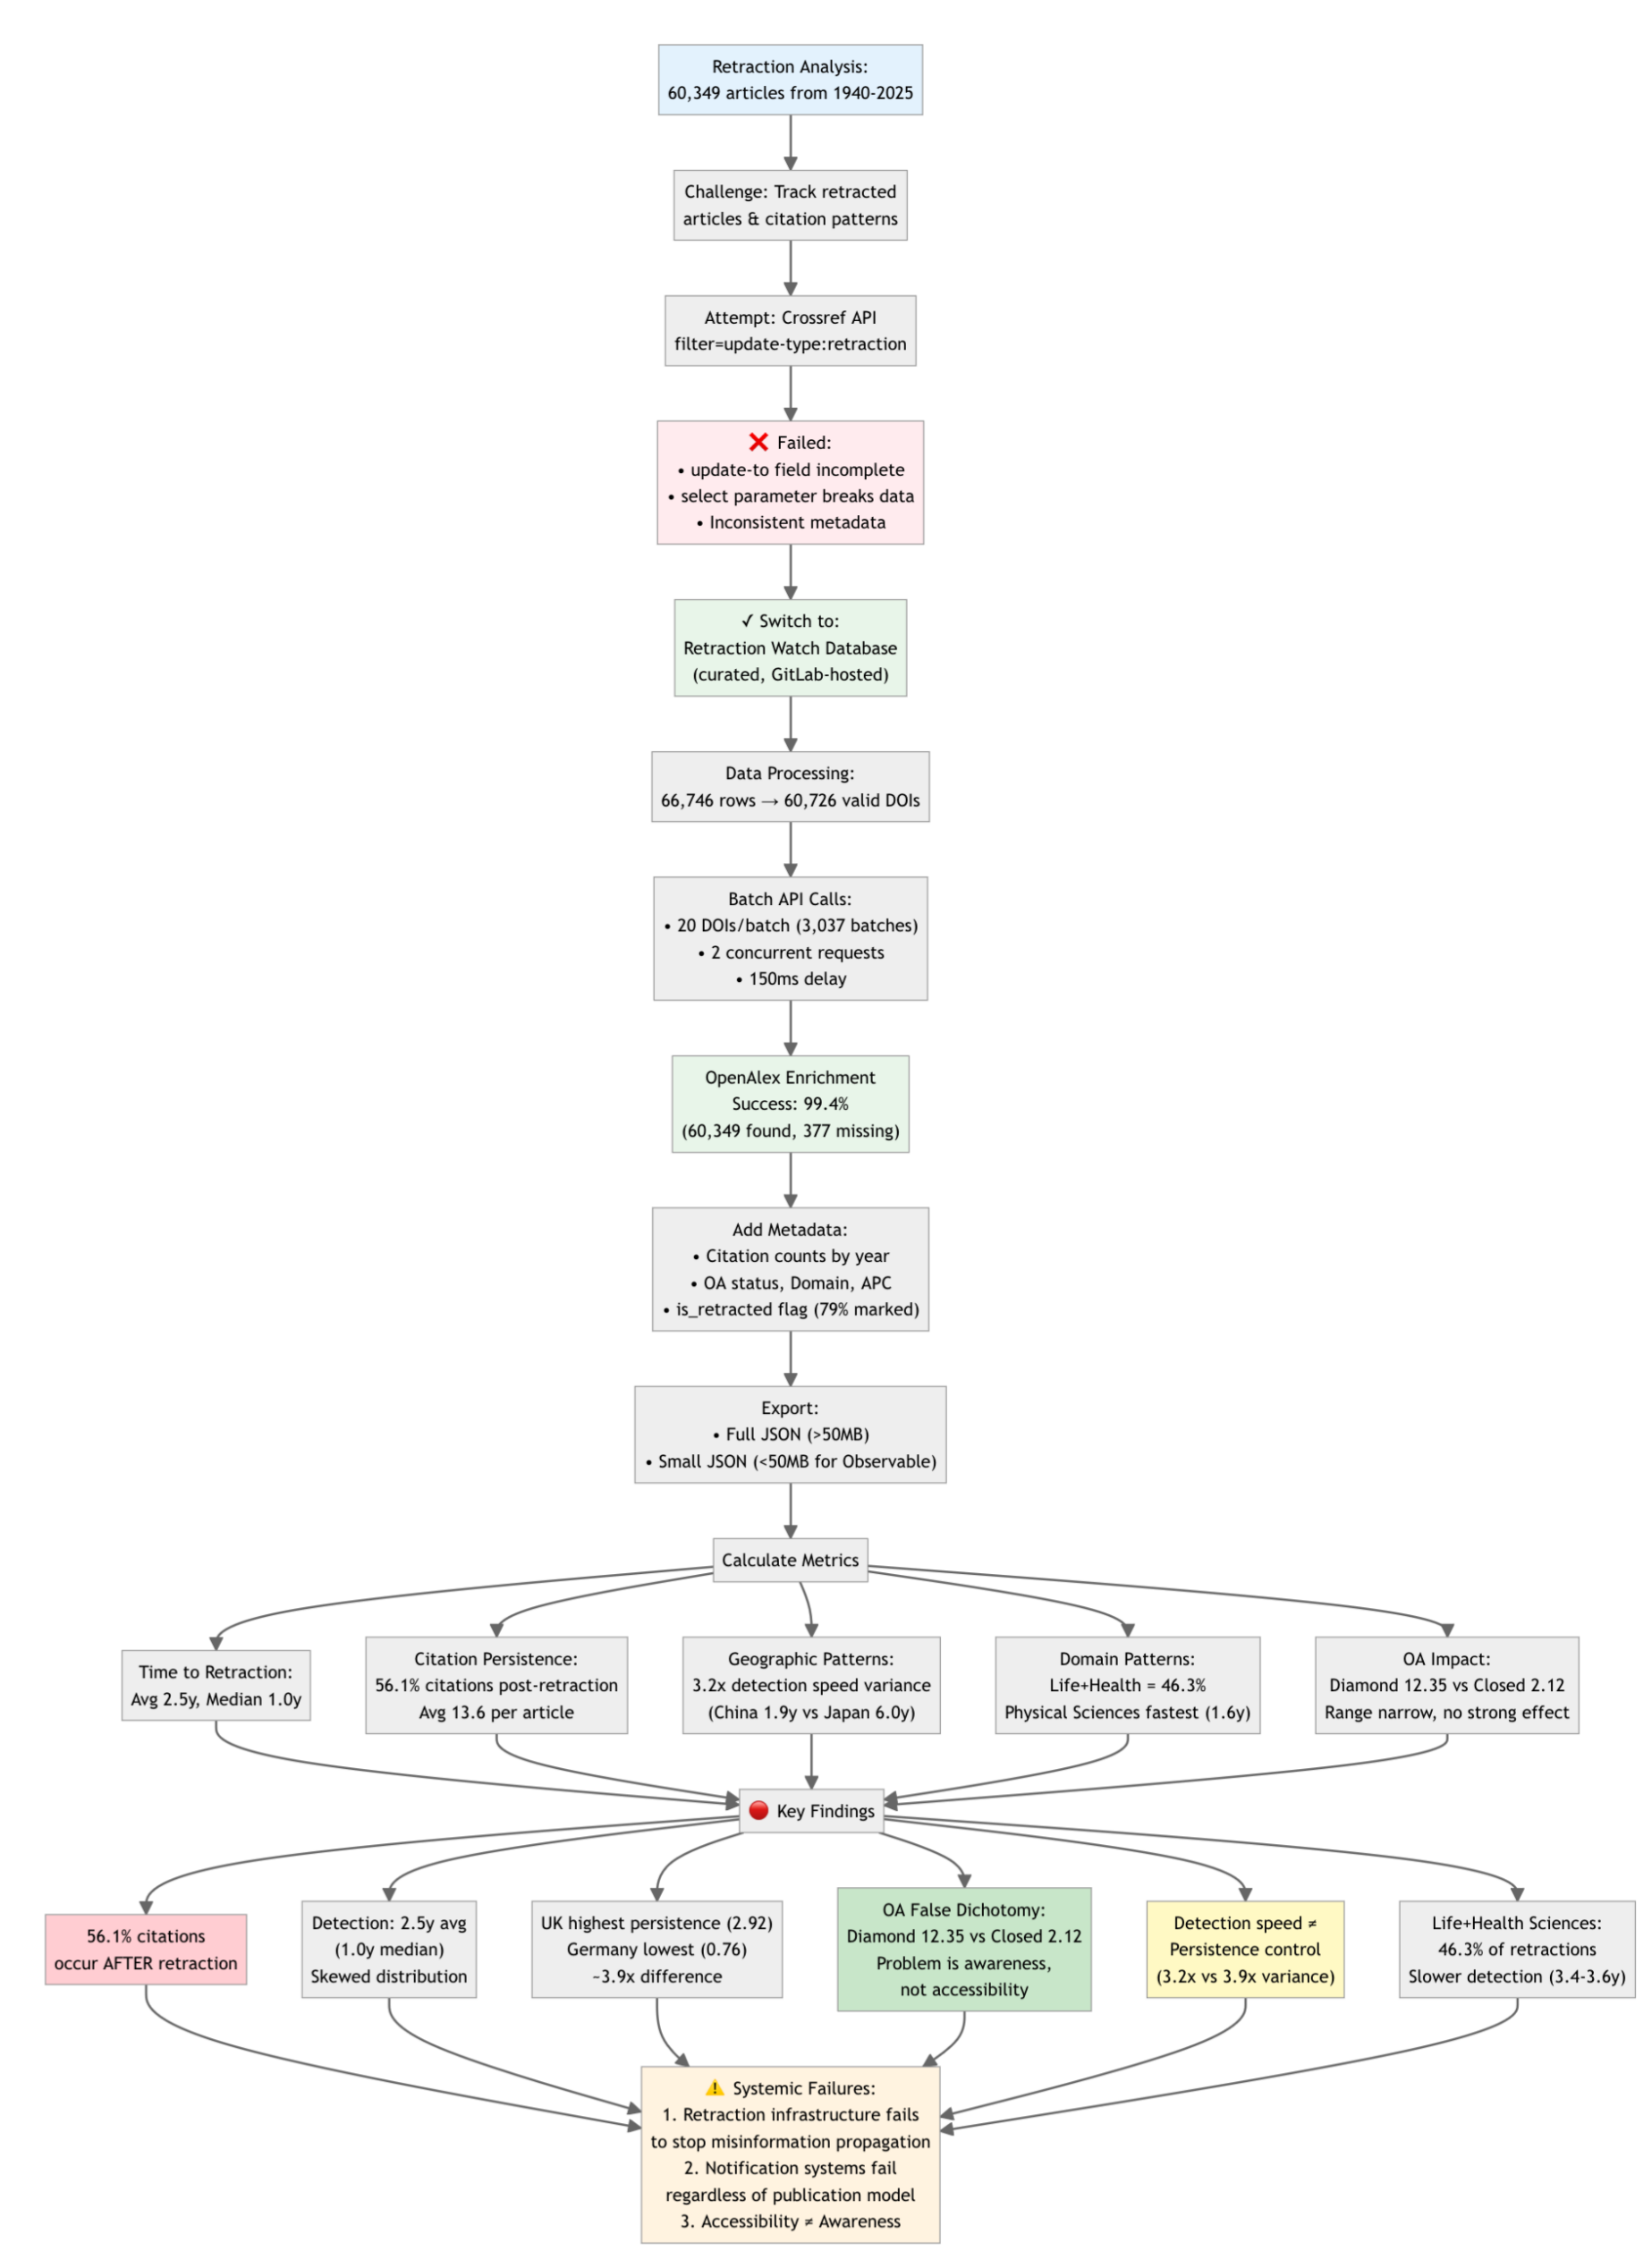 Retraction Analysis:
60,349 articles from 1940-2025
Challenge: Track retracted
articles & citation patterns
Attempt: Crossref API
filter=update-type:retraction
❌ Failed:
• update-to field incomplete
• select parameter breaks data
• Inconsistent metadata
✓ Switch to:
Retraction Watch Database
(curated, GitLab-hosted)
Data Processing:
66,746 rows → 60,726 valid DOIs
Batch API Calls:
• 20 DOIs/batch (3,037 batches)
• 2 concurrent requests
• 150ms delay
OpenAlex Enrichment
Success: 99.4%
(60,349 found, 377 missing)
Add Metadata:
• Citation counts by year
• OA status, Domain, APC
• is_retracted flag (79% marked)
Export:
• Full JSON (>50MB)
• Small JSON (<50MB for Observable)
Calculate Metrics
Time to Retraction:
Avg 2.5y, Median 1.0y
Citation Persistence:
56.1% citations post-retraction
Avg 13.6 per article
Geographic Patterns:
3.2x detection speed variance
(China 1.9y vs Japan 6.0y)
Domain Patterns:
Life+Health = 46.3%
Physical Sciences fastest (1.6y)
OA Impact:
Diamond 12.35 vs Closed 2.12
Range narrow, no strong effect
🔴 Key Findings
56.1% citations
occur AFTER retraction
Detection: 2.5y avg
(1.0y median)
Skewed distribution
UK highest persistence (2.92)
Germany lowest (0.76)
~3.9x difference
OA False Dichotomy:
Diamond 12.35 vs Closed 2.12
Problem is awareness,
not accessibility
Detection speed ≠
Persistence control
(3.2x vs 3.9x variance)
Life+Health Sciences:
46.3% of retractions
Slower detection (3.4-3.6y)
⚠️ Systemic Failures:
1. Retraction infrastructure fails
to stop misinformation propagation
2. Notification systems fail
regardless of publication model
3. Accessibility ≠ Awareness